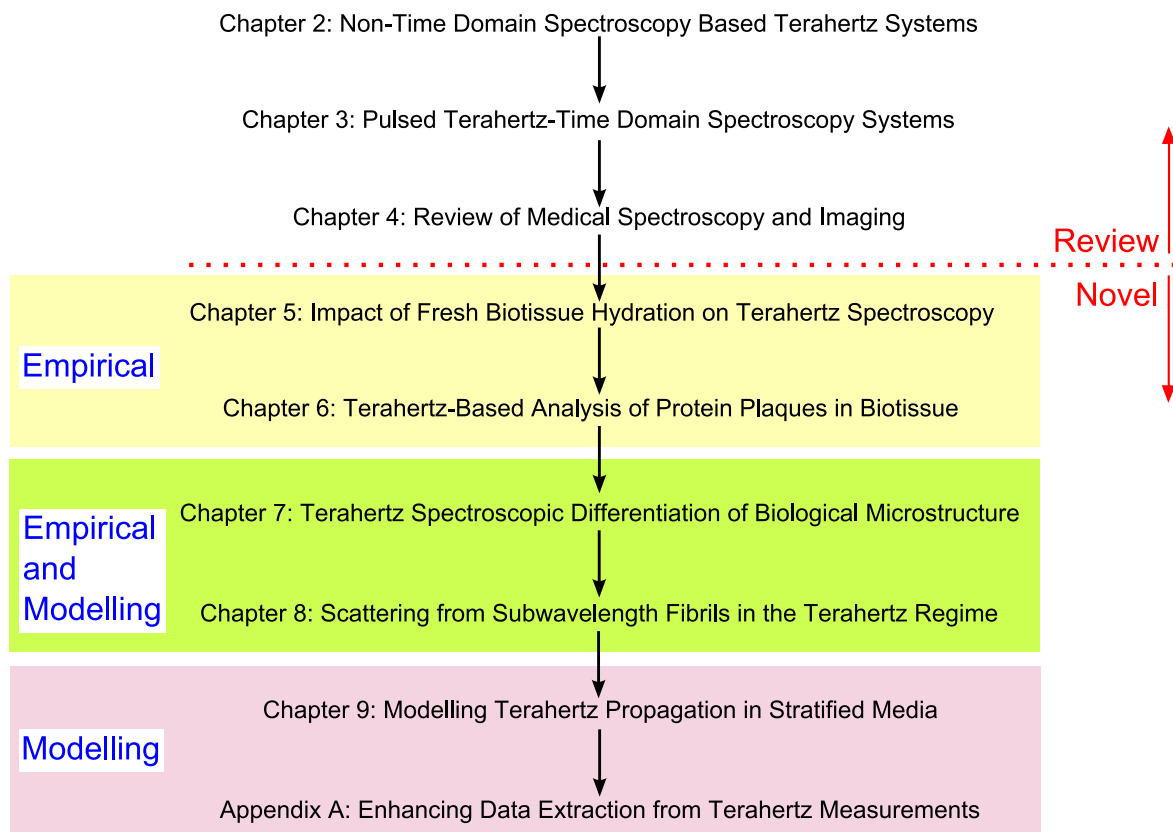 Chapter 2: Non-Time Domain Spectroscopy Based Terahertz Systems
Chapter 3: Pulsed Terahertz-Time Domain Spectroscopy Systems
Chapter 4: Review of Medical Spectroscopy and Imaging
Review
Novel
Chapter 5: Impact of Fresh Biotissue Hydration on Terahertz Spectroscopy
Empirical
Chapter 6: Terahertz-Based Analysis of Protein Plaques in Biotissue
Chapter 7: Terahertz Spectroscopic Differentiation of Biological Microstructure
Empirical
and
Modelling
Chapter 8: Scattering from Subwavelength Fibrils in the Terahertz Regime
Chapter 9: Modelling Terahertz Propagation in Stratified Media
Modelling
Appendix A: Enhancing Data Extraction from Terahertz Measurements